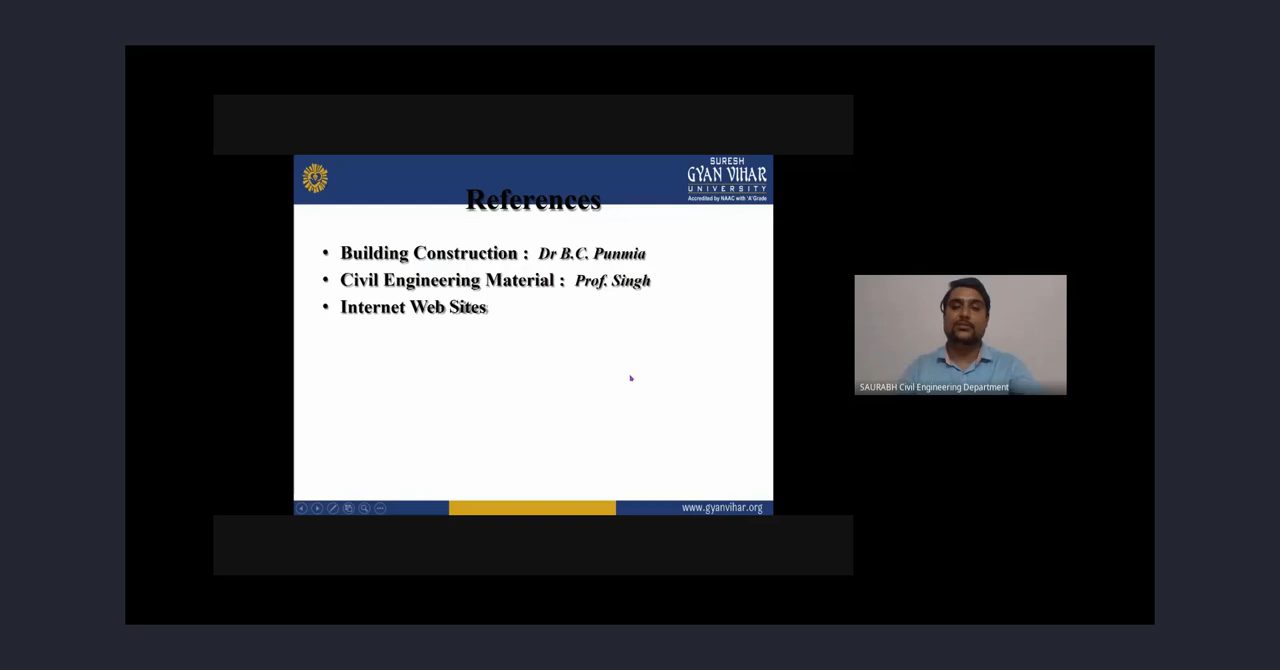 SURESH
GYAN VIHAR
UNIVERSITY
Accredited by NAAC with 'A' Grade
References
• Building Construction : Dr B.C. Punmia
• Civil Engineering Material : Prof. Singh
• Internet Web Sites
SAURABH Civil Engineering Department
www.gyanvihar.org